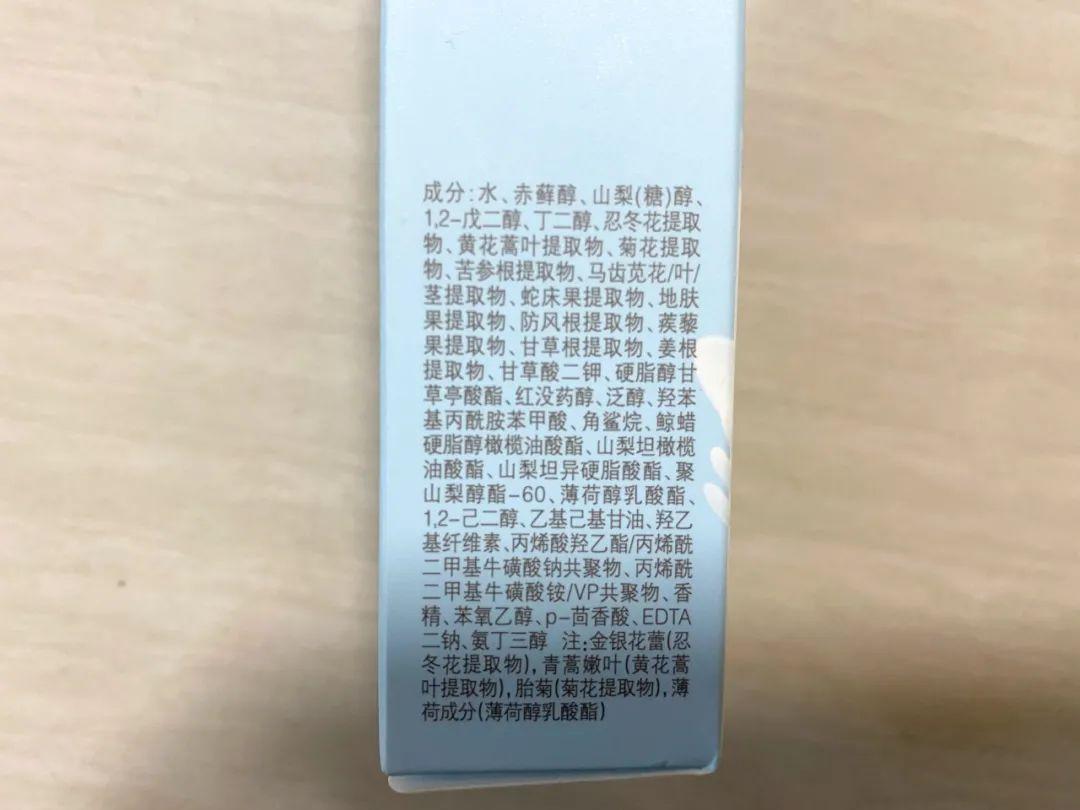 成分:水、赤藓醇、山梨(糖)醇、
1,2-戊二醇、丁二醇、忍冬花提取
物、黄花蒿叶提取物、菊花提取
物、苦参根提取物、马齿苋花/叶/
茎提取物、蛇床果提取物、地肤
果提取物、防风根提取物、蒺藜
果提取物、甘草根提取物、姜根
提取物、甘草酸二钾、硬脂醇甘
草亭酸酯、红没药醇、泛醇、羟苯
基丙酰胺苯甲酸、角鲨烷、鲸蜡
硬脂醇橄榄油酸酯、山梨坦橄榄
油酸酯、山梨坦异硬脂酸酯、聚
山梨醇酯-60、薄荷醇乳酸酯、
1,2-己二醇、乙基己基甘油、羟乙
基纤维素、丙烯酸羟乙酯/丙烯酰
二甲基牛磺酸钠共聚物、丙烯酰
二甲基牛磺酸铵/VP共聚物、香
精、苯氧乙醇、p-茴香酸、EDTA
二钠、氨丁三醇 注:金银花蕾(忍
冬花提取物),青蒿嫩叶(黄花蒿
叶提取物),胎菊(菊花提取物),薄
荷成分(薄荷醇乳酸酯)